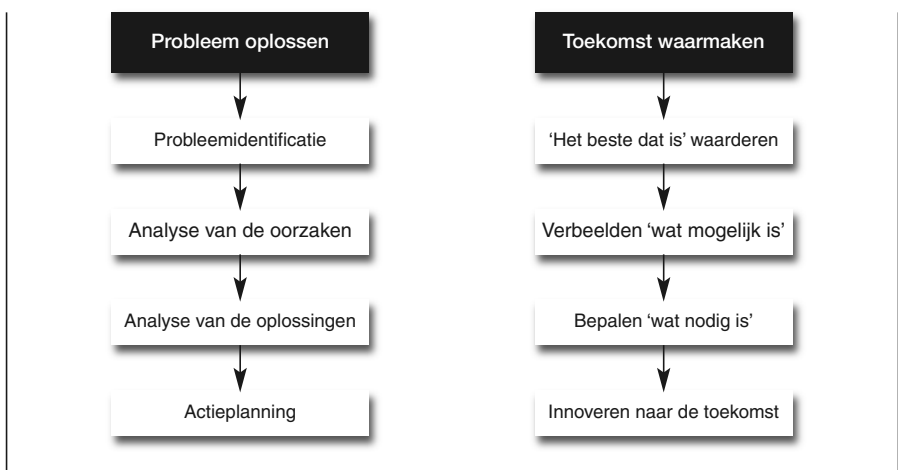 Probleem oplossen
Probleemidentificatie
Analyse van de oorzaken
Analyse van de oplossingen
Actieplanning
Toekomst waarmaken
‘Het beste dat is’ waarderen
Verbeelden ‘wat mogelijk is’
Bepalen ‘wat nodig is’
Innoveren naar de toekomst